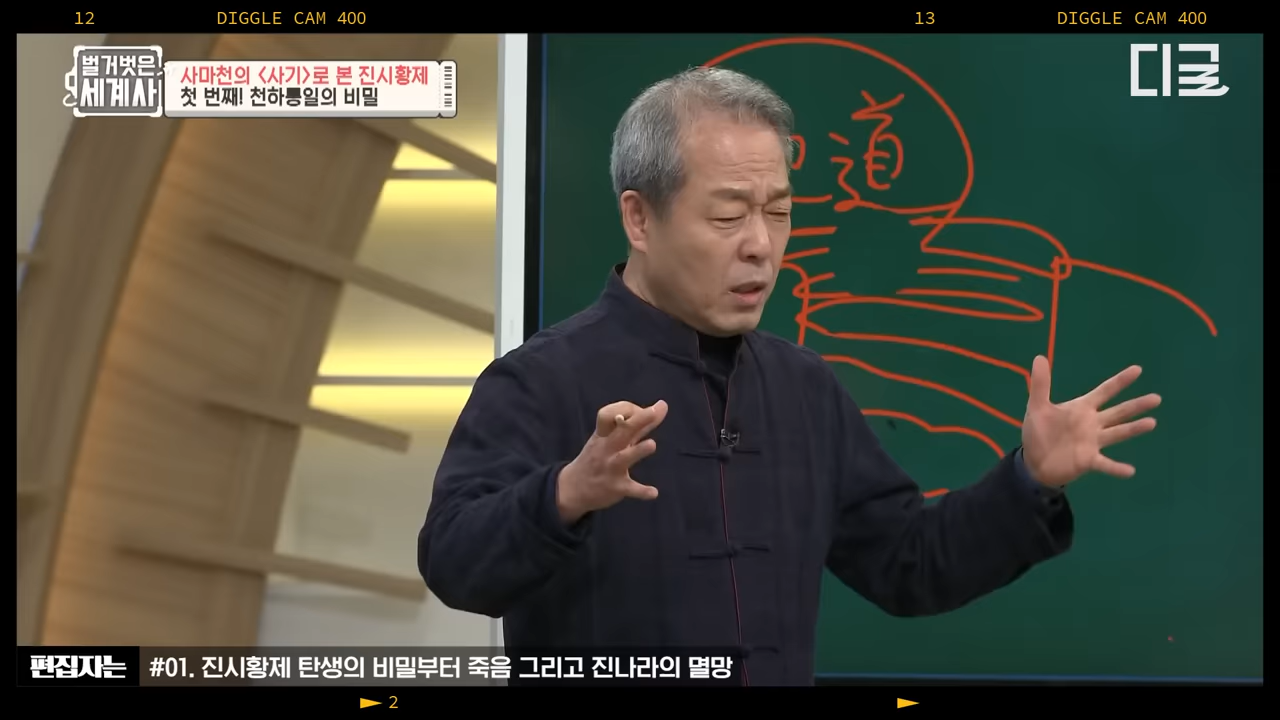 12 DIGGLE CAM 400 13 DIGGLE CAM 400
벌거벗은
세계사
사마천의 <사기>로 본 진시황제
첫 번째! 천하통일의 비밀
디글
道
편집자는 #01. 진시황제 탄생의 비밀부터 죽음 그리고 진나라의 멸망
2